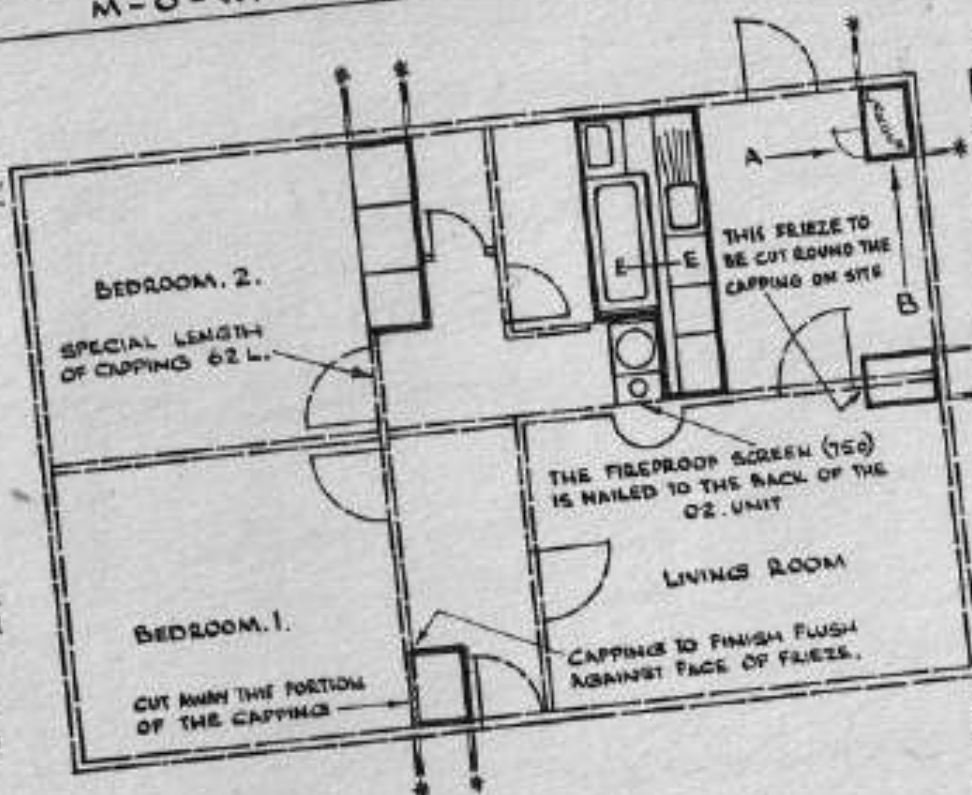 BEDROOM. 2.
SPECIAL LENGTH
OF CAPPING 62 L.
A
THIS FRIEZE TO
BE CUT ROUND THE
CAPPING ON SITE
E
E
B
THE FIREPROOF SCREEN (750)
IS NAILED TO THE BACK OF THE
02. UNIT
LIVING ROOM
BEDROOM. 1.
CAPPING TO FINISH FLUSH
AGAINST FACE OF FRIEZE.
CUT AWAY THIS PORTION
OF THE CAPPING